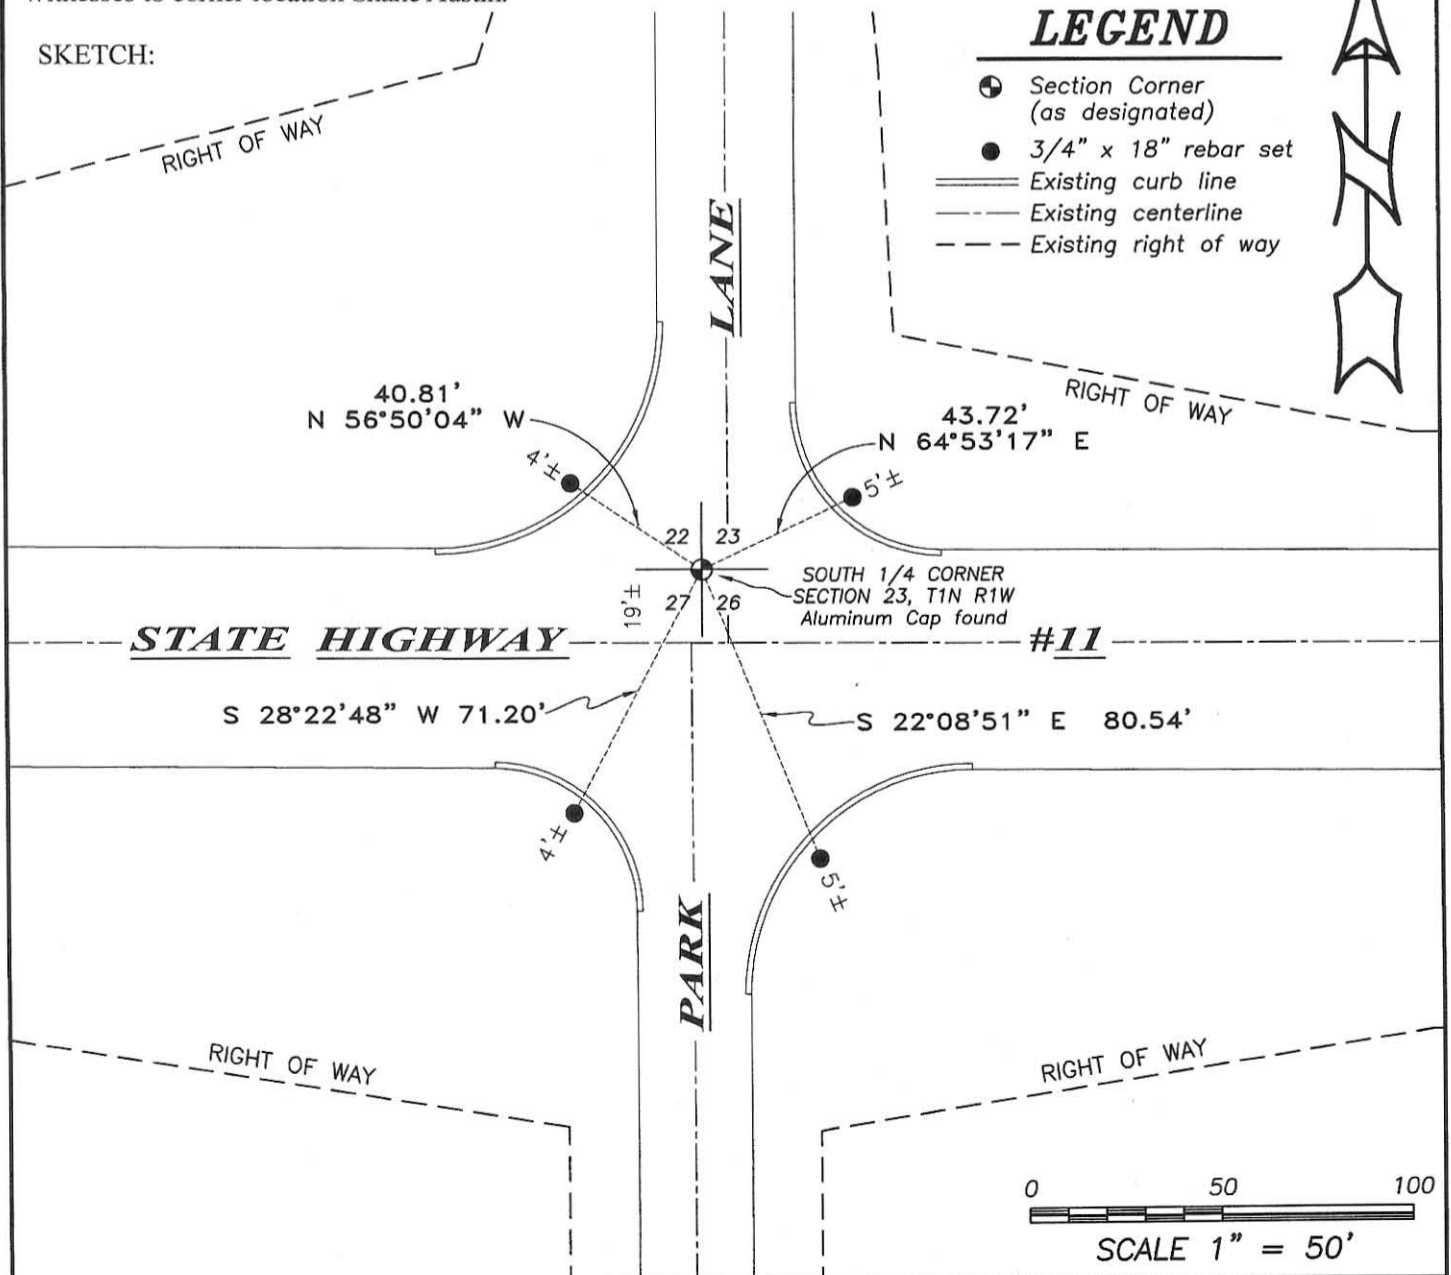 SKETCH:
LEGEND
Section Corner
(as designated)
3/4" x 18" rebar set
Existing curb line
Existing centerline
Existing right of way
RIGHT OF WAY
LANE
40.81'
N 56°50'04" W
4'±
RIGHT OF WAY
43.72'
N 64°53'17" E
5'±
22 23
27 26
19'±
SOUTH 1/4 CORNER
SECTION 23, T1N R1W
Aluminum Cap found
STATE HIGHWAY #11
S 28°22'48" W 71.20'
S 22°08'51" E 80.54'
4'±
5'±
PARK
RIGHT OF WAY
RIGHT OF WAY
0 50 100
SCALE 1" = 50'